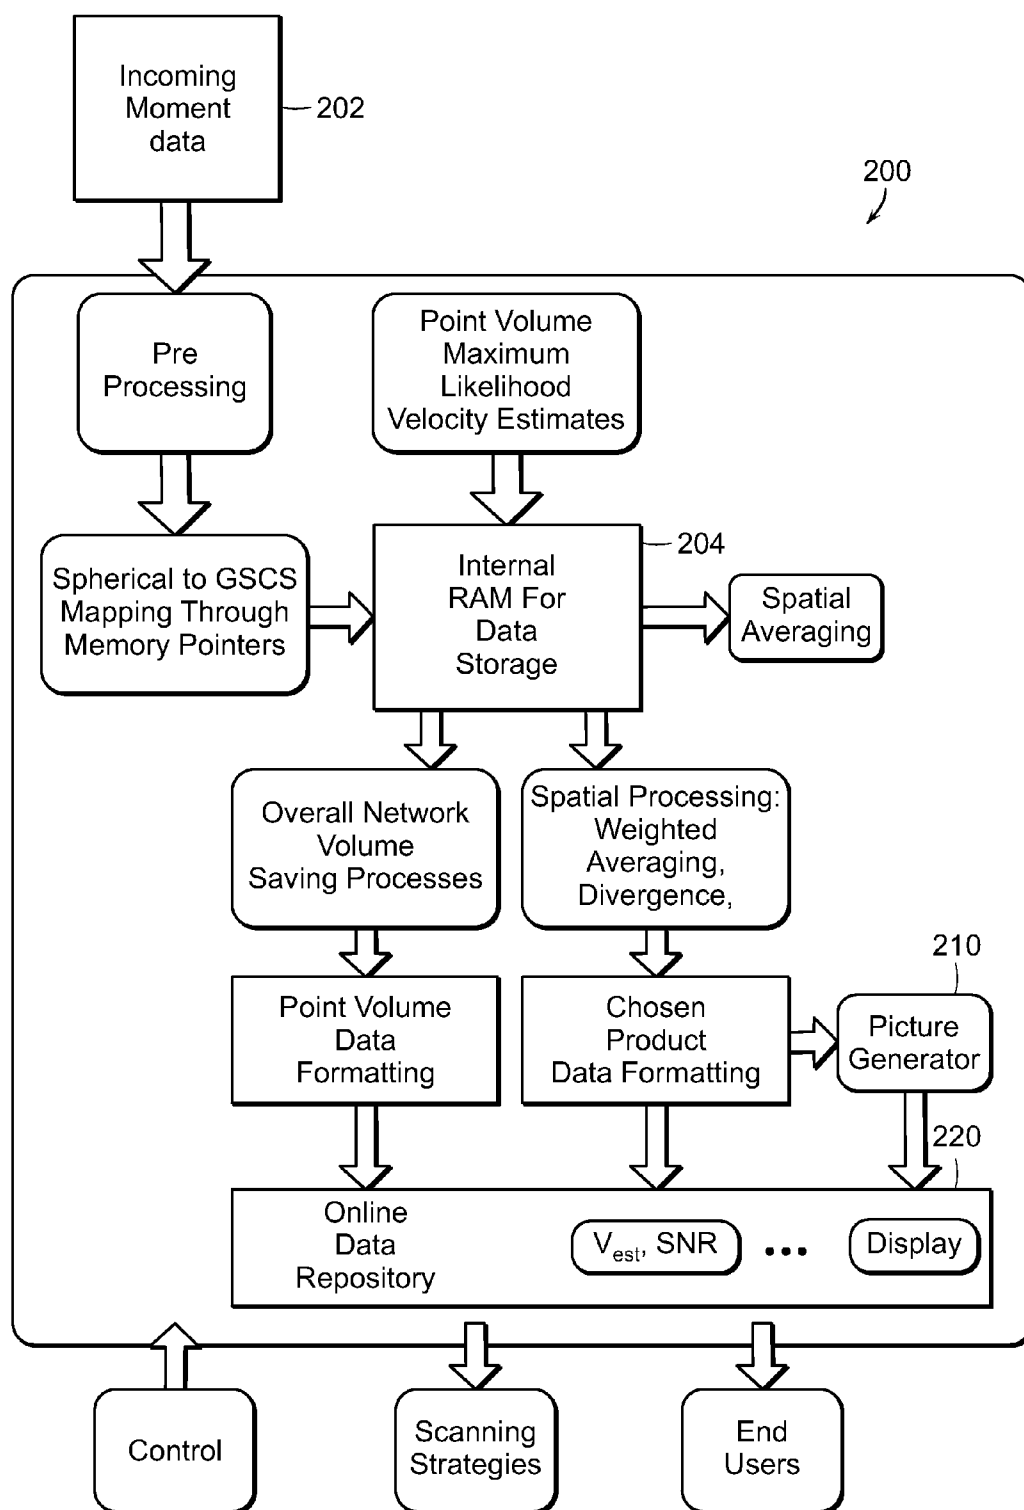 Incoming
Moment
data
202
200
Pre
Processing
Point Volume
Maximum
Likelihood
Velocity Estimates
Spherical to GSCS
Mapping Through
Memory Pointers
Internal
RAM For
Data
Storage
204
Spatial
Averaging
Overall Network
Volume
Saving Processes
Spatial Processing:
Weighted
Averaging,
Divergence,
Point Volume
Data
Formatting
Chosen
Product
Data Formatting
210
Picture
Generator
220
Online
Data
Repository
Vest, SNR
...
Display
Control
Scanning
Strategies
End
Users